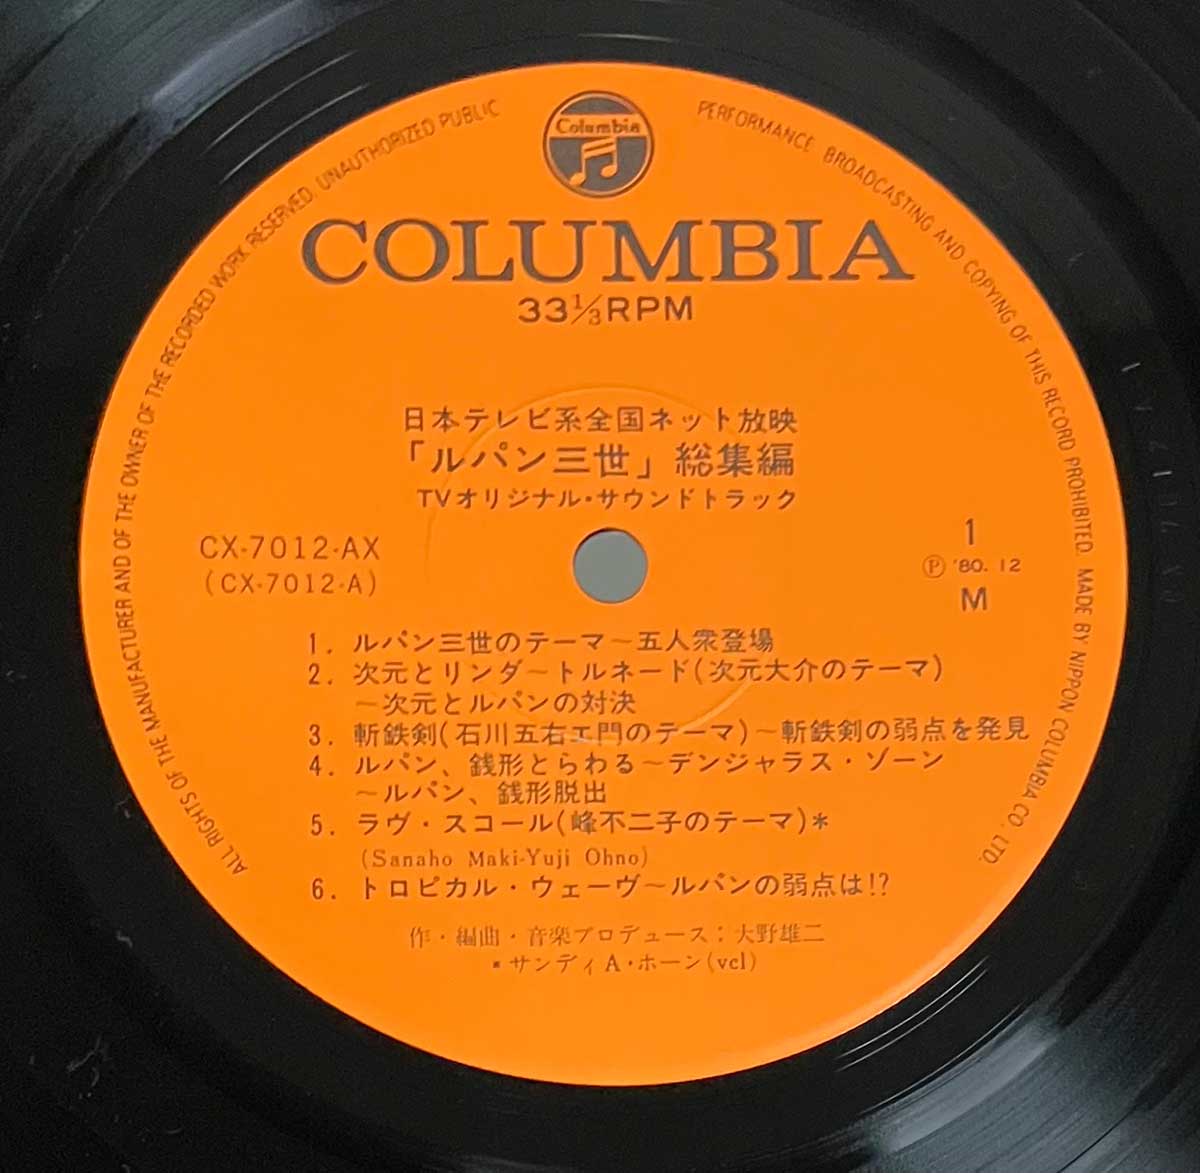 Columbia
COLUMBIA
33 1/3 RPM
日本テレビ系全国ネット放映
「ルパン三世」総集編
TVオリジナル・サウンドトラック
CX-7012-AX
(CX-7012-A)
1
Ⓟ '80. 12
M
1. ルパン三世のテーマ〜五人衆登場
2. 次元とリンダ〜トルネード(次元大介のテーマ)
〜次元とルパンの対決
3. 斬鉄剣(石川五右エ門のテーマ)〜斬鉄剣の弱点を発見
4. ルパン、銭形とらわる〜デンジャラス・ゾーン
〜ルパン、銭形脱出
5. ラヴ・スコール(峰不二子のテーマ)*
(Sanaho Maki-Yuji Ohno)
6. トロピカル・ウェーヴ〜ルパンの弱点は!?
作・編曲・音楽プロデュース：大野雄二
*サンディA・ホーン(vcl)
ALL RIGHTS OF THE MANUFACTURER AND OF THE OWNER OF THE RECORDED WORK RESERVED. UNAUTHORIZED PUBLIC PERFORMANCE. BROADCASTING AND COPYING OF THIS RECORD PROHIBITED. MADE BY NIPPON COLUMBIA CO. LTD.